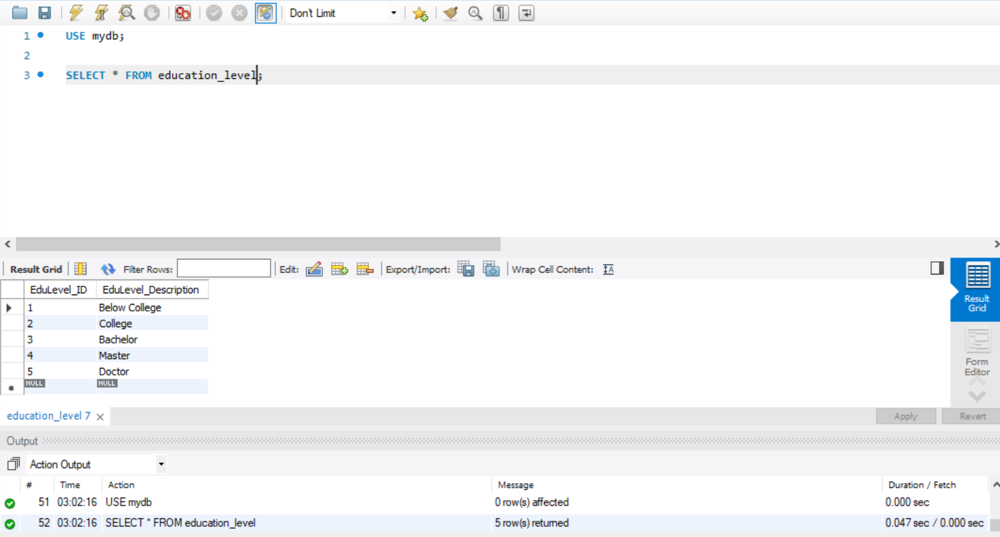 Don't Limit
1 USE mydb;
2
3 SELECT * FROM education_level;
Result Grid Filter Rows: Edit: Export/Import: Wrap Cell Content:
EduLevel_ID EduLevel_Description
1 Below College
2 College
3 Bachelor
4 Master
5 Doctor
NULL NULL
Result
Grid
Form
Editor
education_level 7
Apply Revert
Output
Action Output
# Time Action Message Duration / Fetch
51 03:02:16 USE mydb 0 row(s) affected 0.000 sec
52 03:02:16 SELECT * FROM education_level 5 row(s) returned 0.047 sec / 0.000 sec